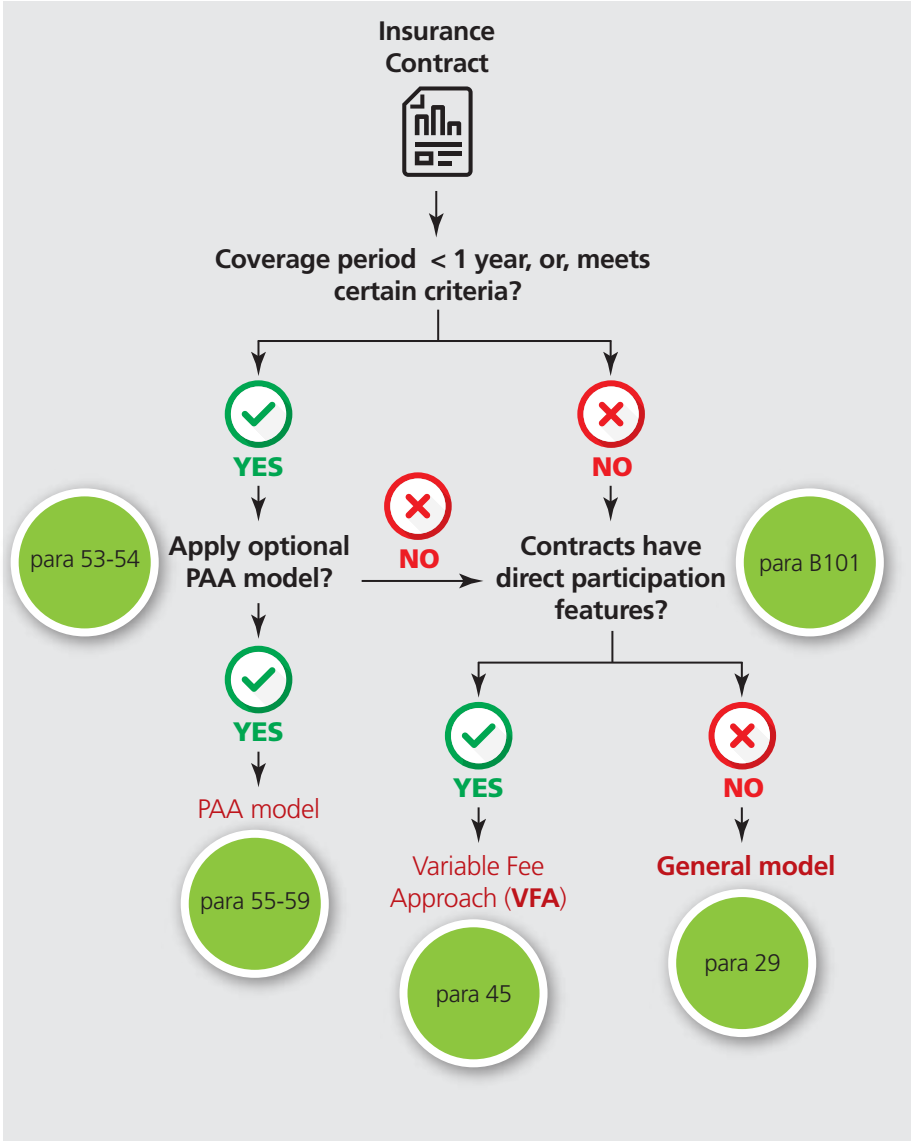 Insurance
Contract
Coverage period  < 1 year, or, meets
certain criteria?
YES
NO
NO
para 53-54
Apply optional
PAA model?
Contracts have
direct participation
features?
para B101
YES
YES
NO
PAA model
para 55-59
Variable Fee
Approach (VFA)
General model
para 45
para 29